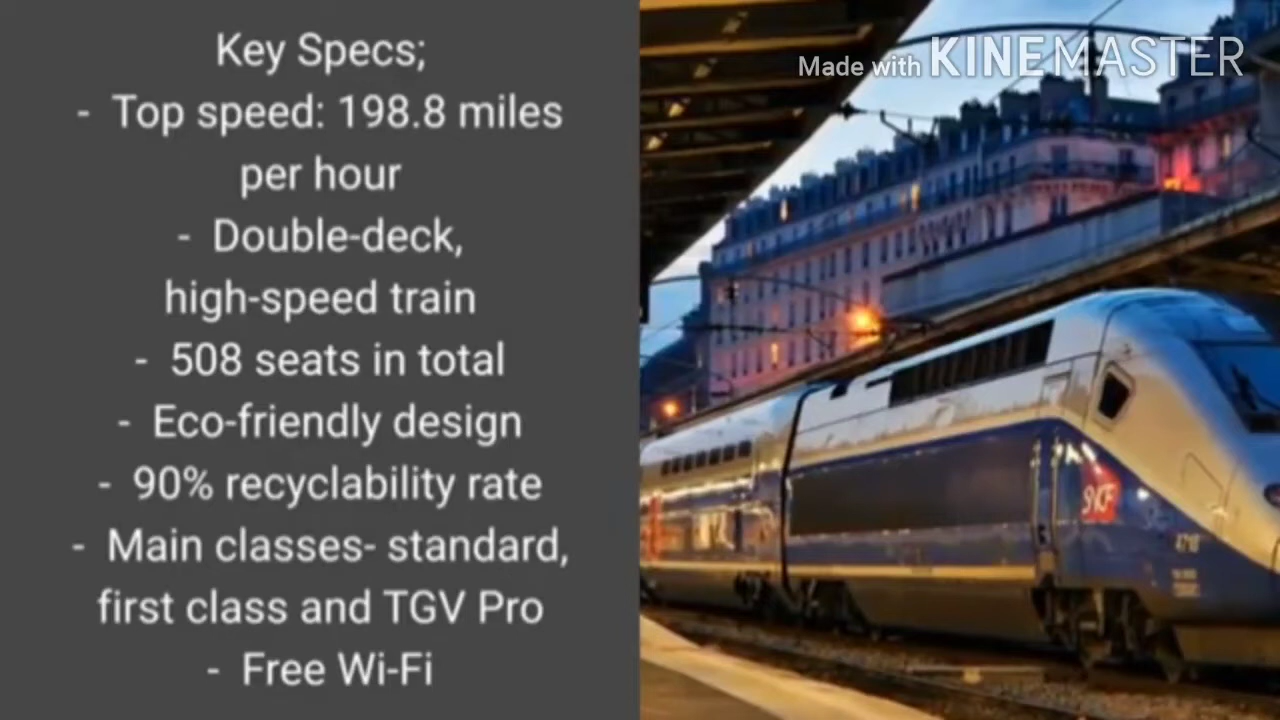 Key Specs;
- Top speed: 198.8 miles
per hour
- Double-deck,
high-speed train
- 508 seats in total
- Eco-friendly design
- 90% recyclability rate
- Main classes- standard,
first class and TGV Pro
- Free Wi-Fi
Made with KINEMASTER
SNCF